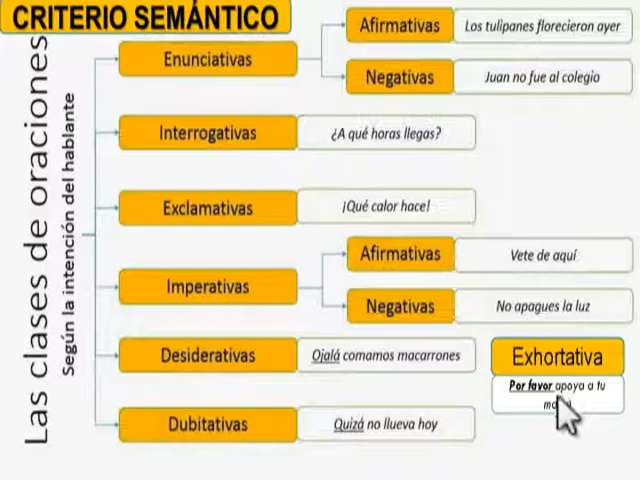 CRITERIO SEMÁNTICO
Las clases de oraciones
Según la intención del hablante
Enunciativas
Afirmativas
Los tulipanes florecieron ayer
Negativas
Juan no fue al colegio
Interrogativas
¿A qué horas llegas?
Exclamativas
¡Qué calor hace!
Imperativas
Afirmativas
Vete de aquí
Negativas
No apagues la luz
Desiderativas
Ojalá comamos macarrones
Exhortativa
Por favor apoya a tu
Dubitativas
Quizá no llueva hoy